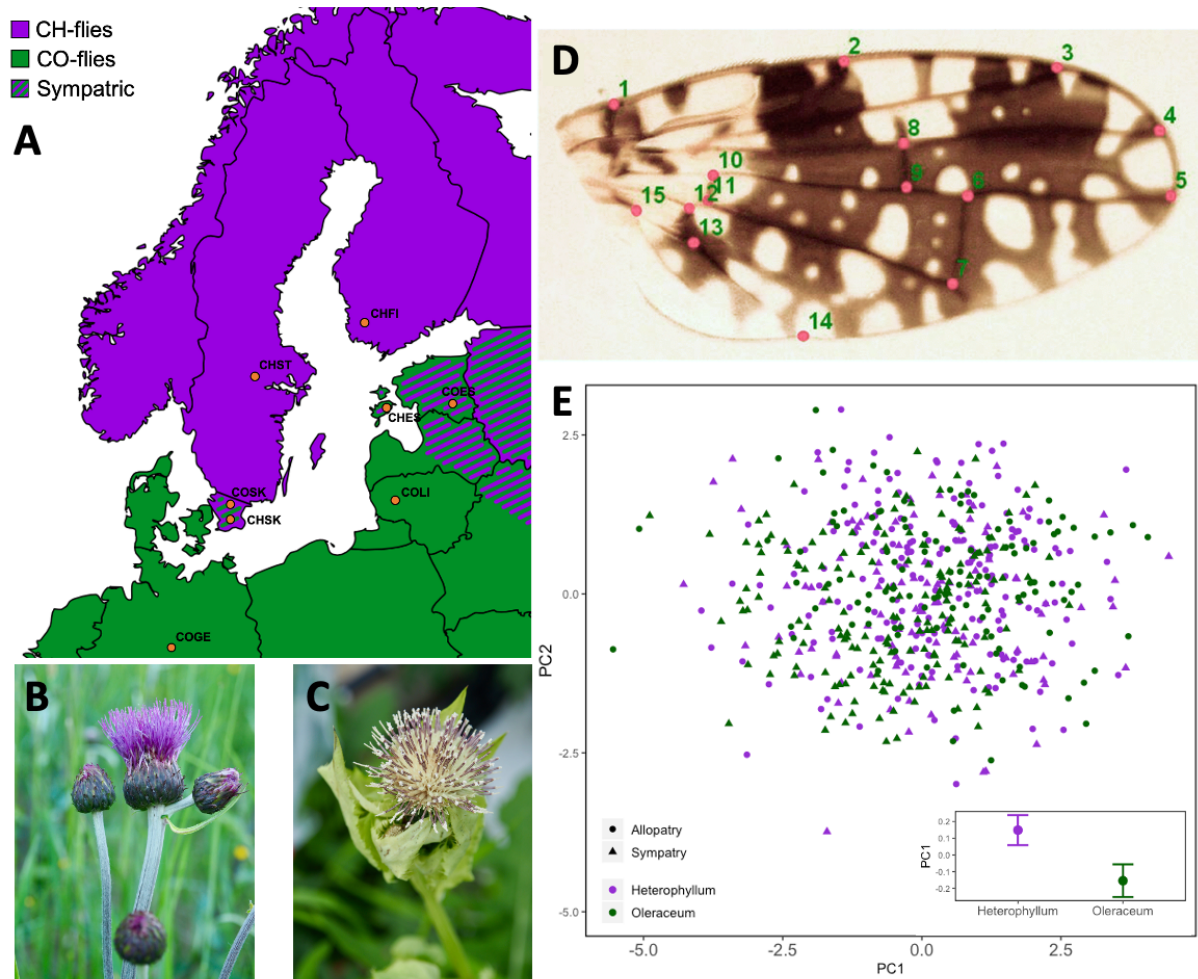 CH-flies
CO-flies
Sympatric
A
CHFI
CHST
COES
CHES
COLI
COSK
CHSK
COGE
B
C
D
1
2
3
4
5
6
7
8
9
10
11
12
13
14
15
E
PC2
2.5
0.0
-2.5
-5.0
-5.0
-2.5
0.0
2.5
PC1
Allopatry
Sympatry
Heterophyllum
Oleraceum
PC1
0.2
0.1
0.0
-0.1
-0.2
Heterophyllum
Oleraceum